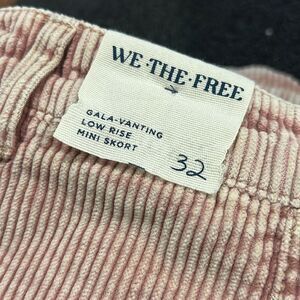 WE·THE·FREE
GALA-VANTING
LOW RISE
MINI SKORT
32